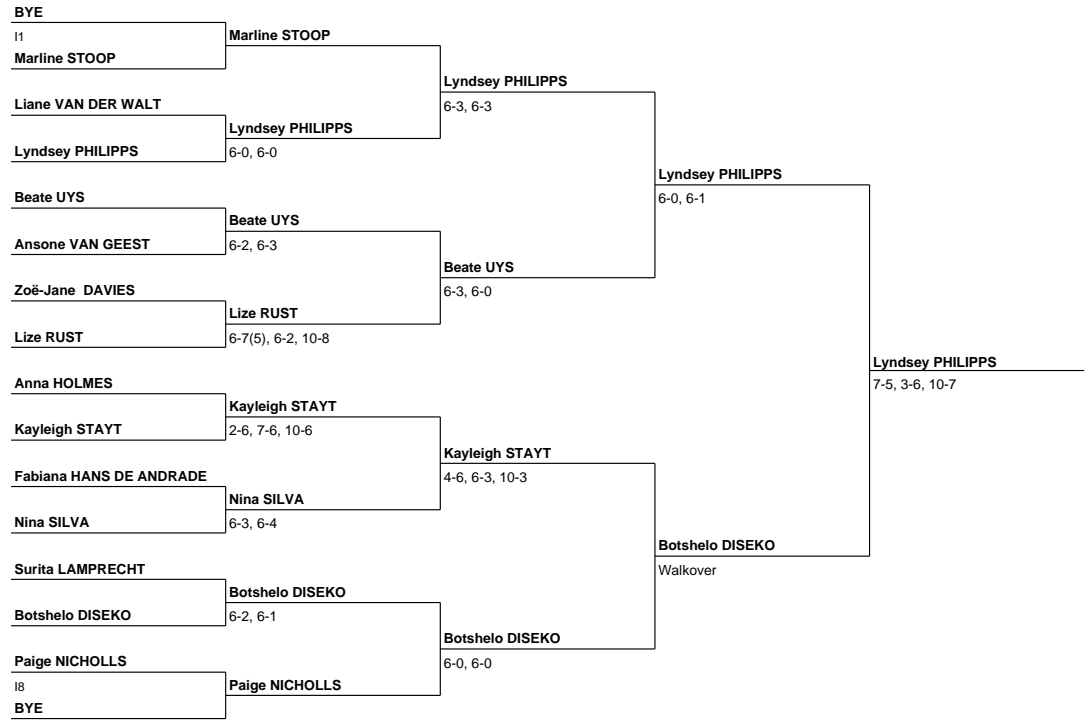 BYE
I1
Marline STOOP
Marline STOOP
Liane VAN DER WALT
Lyndsey PHILIPPS
Lyndsey PHILIPPS
6-0, 6-0
Lyndsey PHILIPPS
6-3, 6-3
Beate UYS
Ansone VAN GEEST
Beate UYS
6-2, 6-3
Zoë-Jane  DAVIES
Lize RUST
Lize RUST
6-7(5), 6-2, 10-8
Beate UYS
6-3, 6-0
Lyndsey PHILIPPS
6-0, 6-1
Anna HOLMES
Kayleigh STAYT
Kayleigh STAYT
2-6, 7-6, 10-6
Fabiana HANS DE ANDRADE
Nina SILVA
Nina SILVA
6-3, 6-4
Kayleigh STAYT
4-6, 6-3, 10-3
Surita LAMPRECHT
Botshelo DISEKO
Botshelo DISEKO
6-2, 6-1
Paige NICHOLLS
I8
BYE
Paige NICHOLLS
Botshelo DISEKO
6-0, 6-0
Botshelo DISEKO
Walkover
Lyndsey PHILIPPS
7-5, 3-6, 10-7